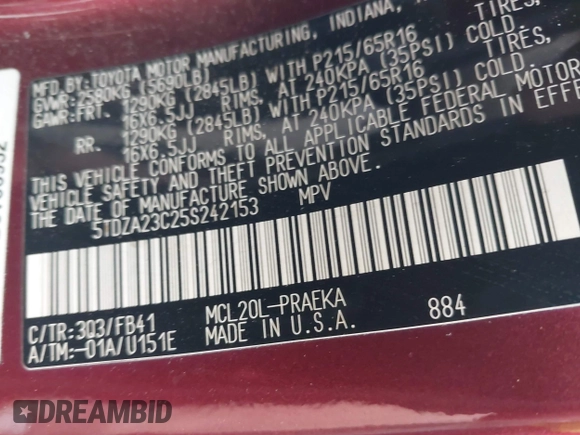 MFD.BY:TOYOTA MOTOR MANUFACTURING, INDIANA,
GVWR:2580KG (5690LB)
GAWR:FRT. 1290KG (2845LB) WITH P215/65R16 TIRES,
16X6.5JJ RIMS, AT 240KPA (35PSI) COLD.
RR. 1290KG (2845LB) WITH P215/65R16 TIRES,
16X6.5JJ RIMS, AT 240KPA (35PSI) COLD.
THIS VEHICLE CONFORMS TO ALL APPLICABLE FEDERAL MOTOR
VEHICLE SAFETY AND THEFT PREVENTION STANDARDS IN EFFE
ON THE DATE OF MANUFACTURE SHOWN ABOVE.
5TDZA23C25S242153 MPV
C/TR:3Q3/FB41 MCL20L-PRAEKA 884
A/TM:-01A/U151E MADE IN U.S.A.
DREAMBID